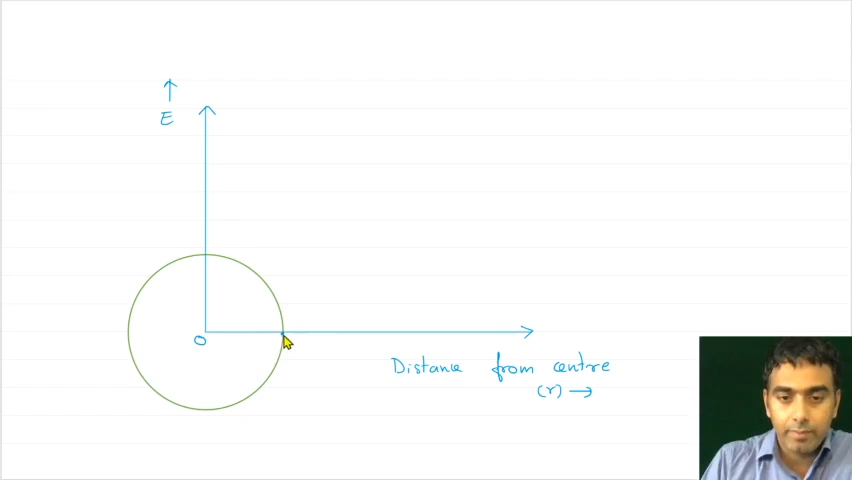 ↑
E
O
Distance from centre
(r) →